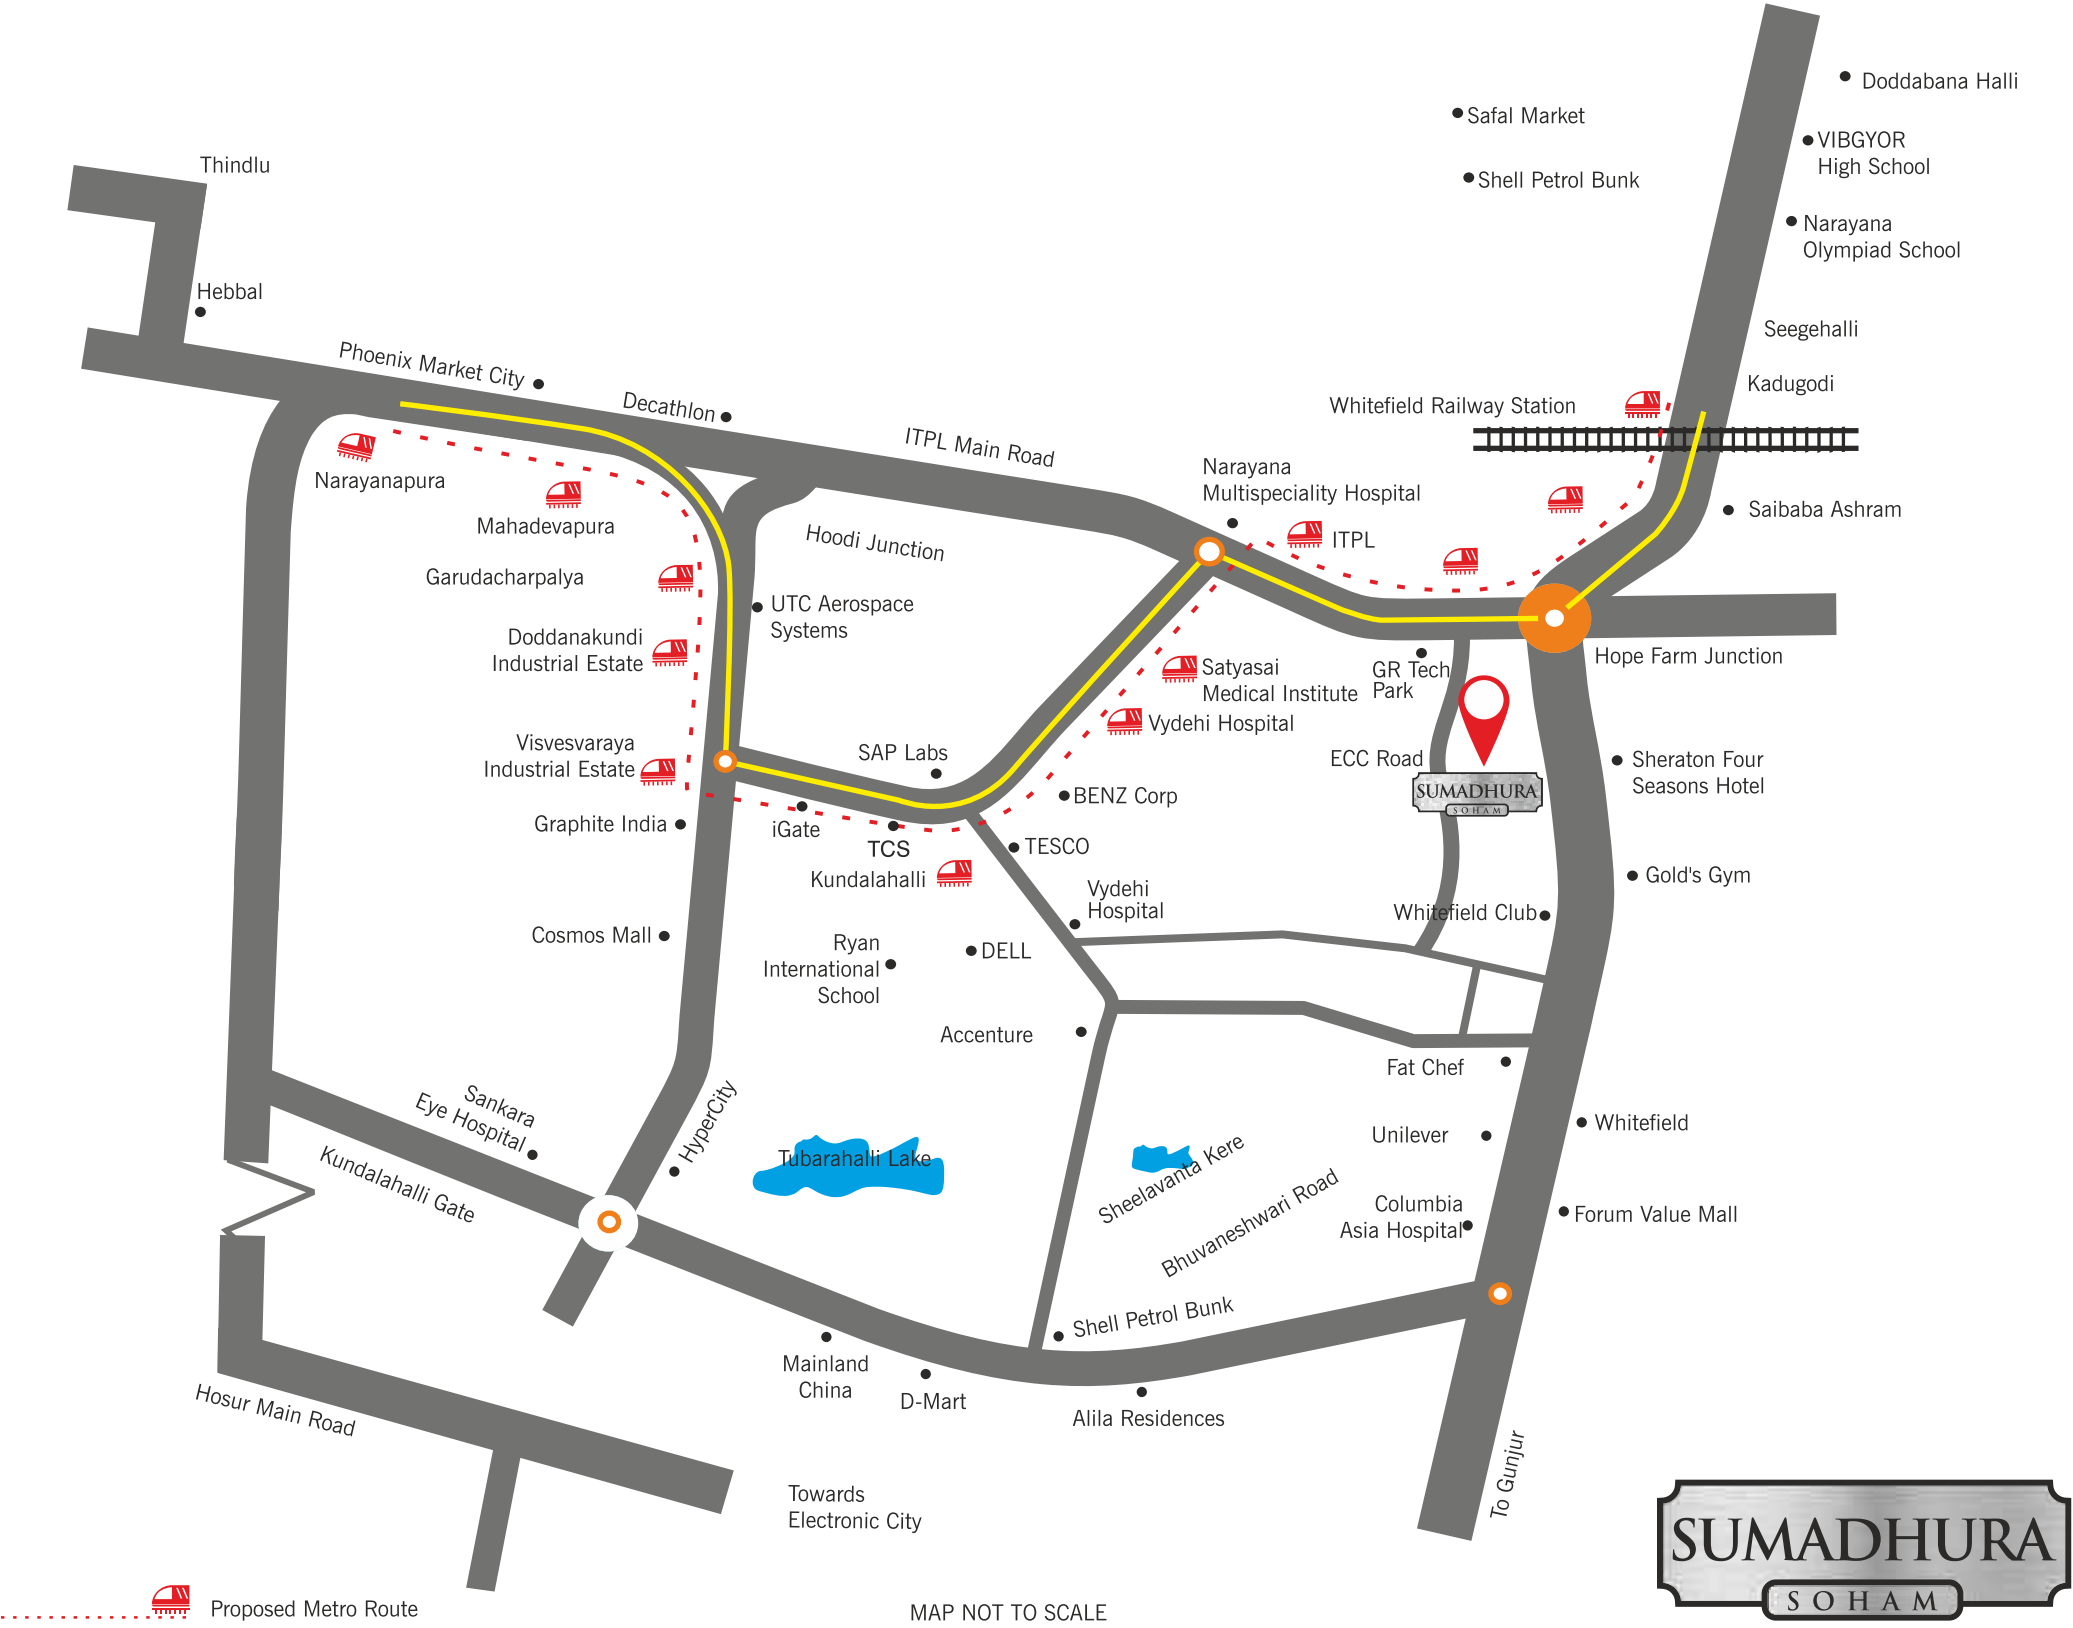 Doddabana Halli
Safal Market
VIBGYOR
High School
Thindlu
Shell Petrol Bunk
Narayana
Olympiad School
Hebbal
Seegehalli
Phoenix Market City
Kadugodi
Decathlon
Whitefield Railway Station
ITPL Main Road
Narayanapura
Narayana
Multispeciality Hospital
Saibaba Ashram
Mahadevapura
Hoodi Junction
ITPL
Garudacharpalya
UTC Aerospace
Systems
Doddanakundi
Industrial Estate
Hope Farm Junction
Satyasai
Medical Institute
GR Tech
Park
Vydehi Hospital
Visvesvaraya
Industrial Estate
SAP Labs
ECC Road
Sheraton Four
Seasons Hotel
SUMADHURA
SOHAM
BENZ Corp
Graphite India
iGate
TCS
TESCO
Kundalahalli
Gold's Gym
Vydehi
Hospital
Whitefield Club
Cosmos Mall
Ryan
International
School
DELL
Accenture
Fat Chef
Sankara
Eye Hospital
HyperCity
Whitefield
Unilever
Tubarahalli Lake
Sheelavanta Kere
Kundalahalli Gate
Bhuvaneshwari Road
Columbia
Asia Hospital
Forum Value Mall
Shell Petrol Bunk
Mainland
China
D-Mart
Alila Residences
Hosur Main Road
To Gunjur
Towards
Electronic City
SUMADHURA
SOHAM
Proposed Metro Route
MAP NOT TO SCALE